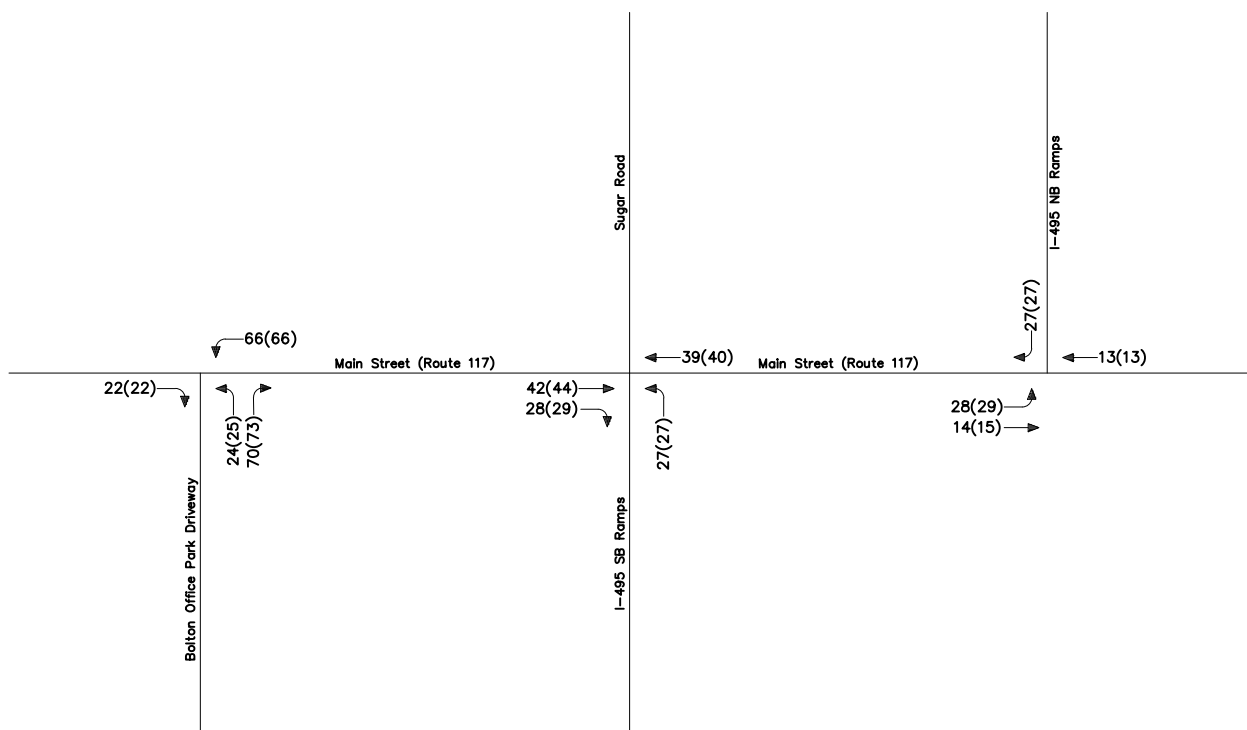 Sugar Road
I-495 NB Ramps
27(27)
66(66)
Main Street (Route 117)
39(40)
Main Street (Route 117)
13(13)
22(22)
24(25)
70(73)
42(44)
28(29)
27(27)
28(29)
14(15)
Bolton Office Park Driveway
I-495 SB Ramps